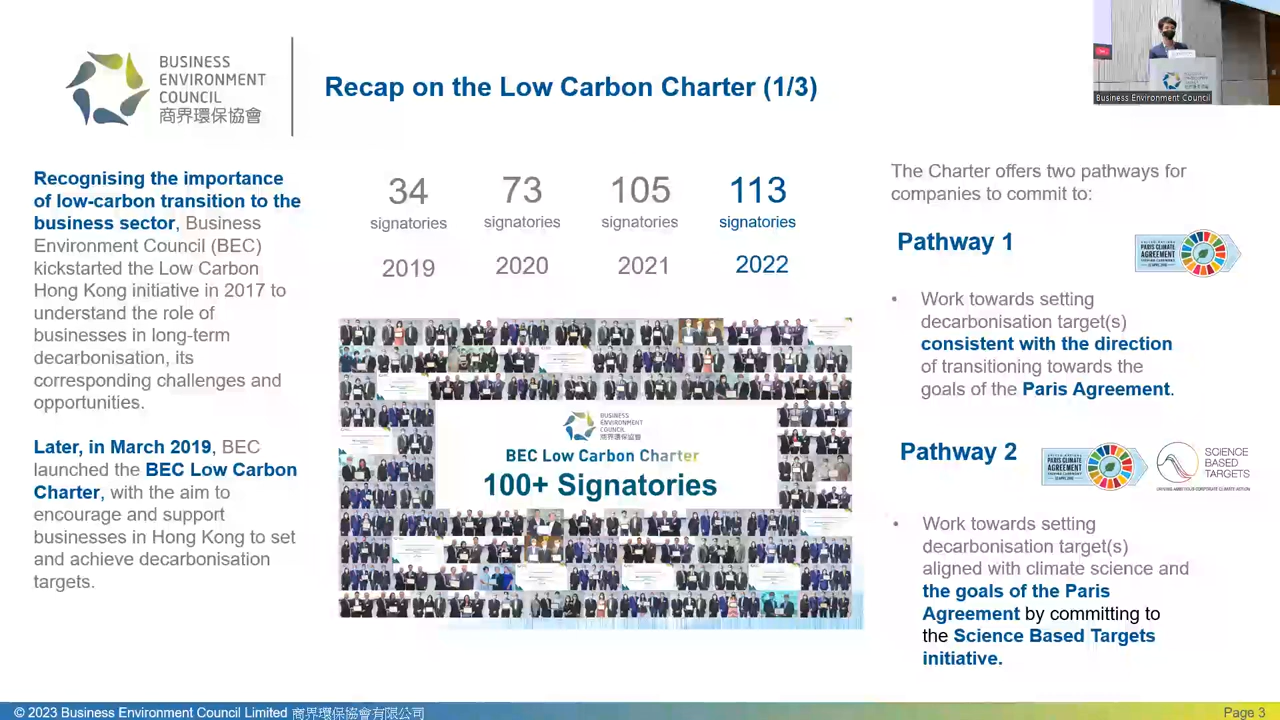 BUSINESS
ENVIRONMENT
COUNCIL
商界環保協會
Recap on the Low Carbon Charter (1/3)
Business Environment Council
Recognising the importance
of low-carbon transition to the
business sector, Business
Environment Council (BEC)
kickstarted the Low Carbon
Hong Kong initiative in 2017 to
understand the role of
businesses in long-term
decarbonisation, its
corresponding challenges and
opportunities.
Later, in March 2019, BEC
launched the BEC Low Carbon
Charter, with the aim to
encourage and support
businesses in Hong Kong to set
and achieve decarbonisation
targets.
34 73 105 113
signatories signatories signatories signatories
2019 2020 2021 2022
BUSINESS
ENVIRONMENT
COUNCIL
商界環保協會
BEC Low Carbon Charter
100+ Signatories
The Charter offers two pathways for
companies to commit to:
Pathway 1
PARIS CLIMATE
AGREEMENT
• Work towards setting
decarbonisation target(s)
consistent with the direction
of transitioning towards the
goals of the Paris Agreement.
Pathway 2
PARIS CLIMATE
AGREEMENT
SCIENCE
BASED
TARGETS
• Work towards setting
decarbonisation target(s)
aligned with climate science and
the goals of the Paris
Agreement by committing to
the Science Based Targets
initiative.
© 2023 Business Environment Council Limited 商界環保協會有限公司
Page 3